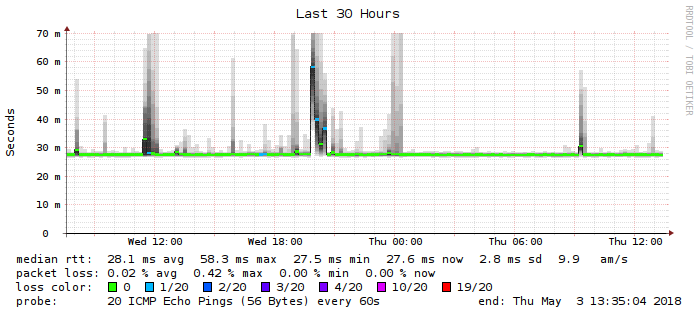 Last 30 Hours
RRDTOOL / TOBI OETIKER
Seconds
70 m
60 m
50 m
40 m
30 m
20 m
10 m
0
Wed 12:00 Wed 18:00 Thu 00:00 Thu 06:00 Thu 12:00
median rtt: 28.1 ms avg 58.3 ms max 27.5 ms min 27.6 ms now 2.8 ms sd 9.9 am/s
packet loss: 0.02 % avg 0.42 % max 0.00 % min 0.00 % now
loss color: 0 1/20 2/20 3/20 4/20 10/20 19/20
probe: 20 ICMP Echo Pings (56 Bytes) every 60s end: Thu May 3 13:35:04 2018